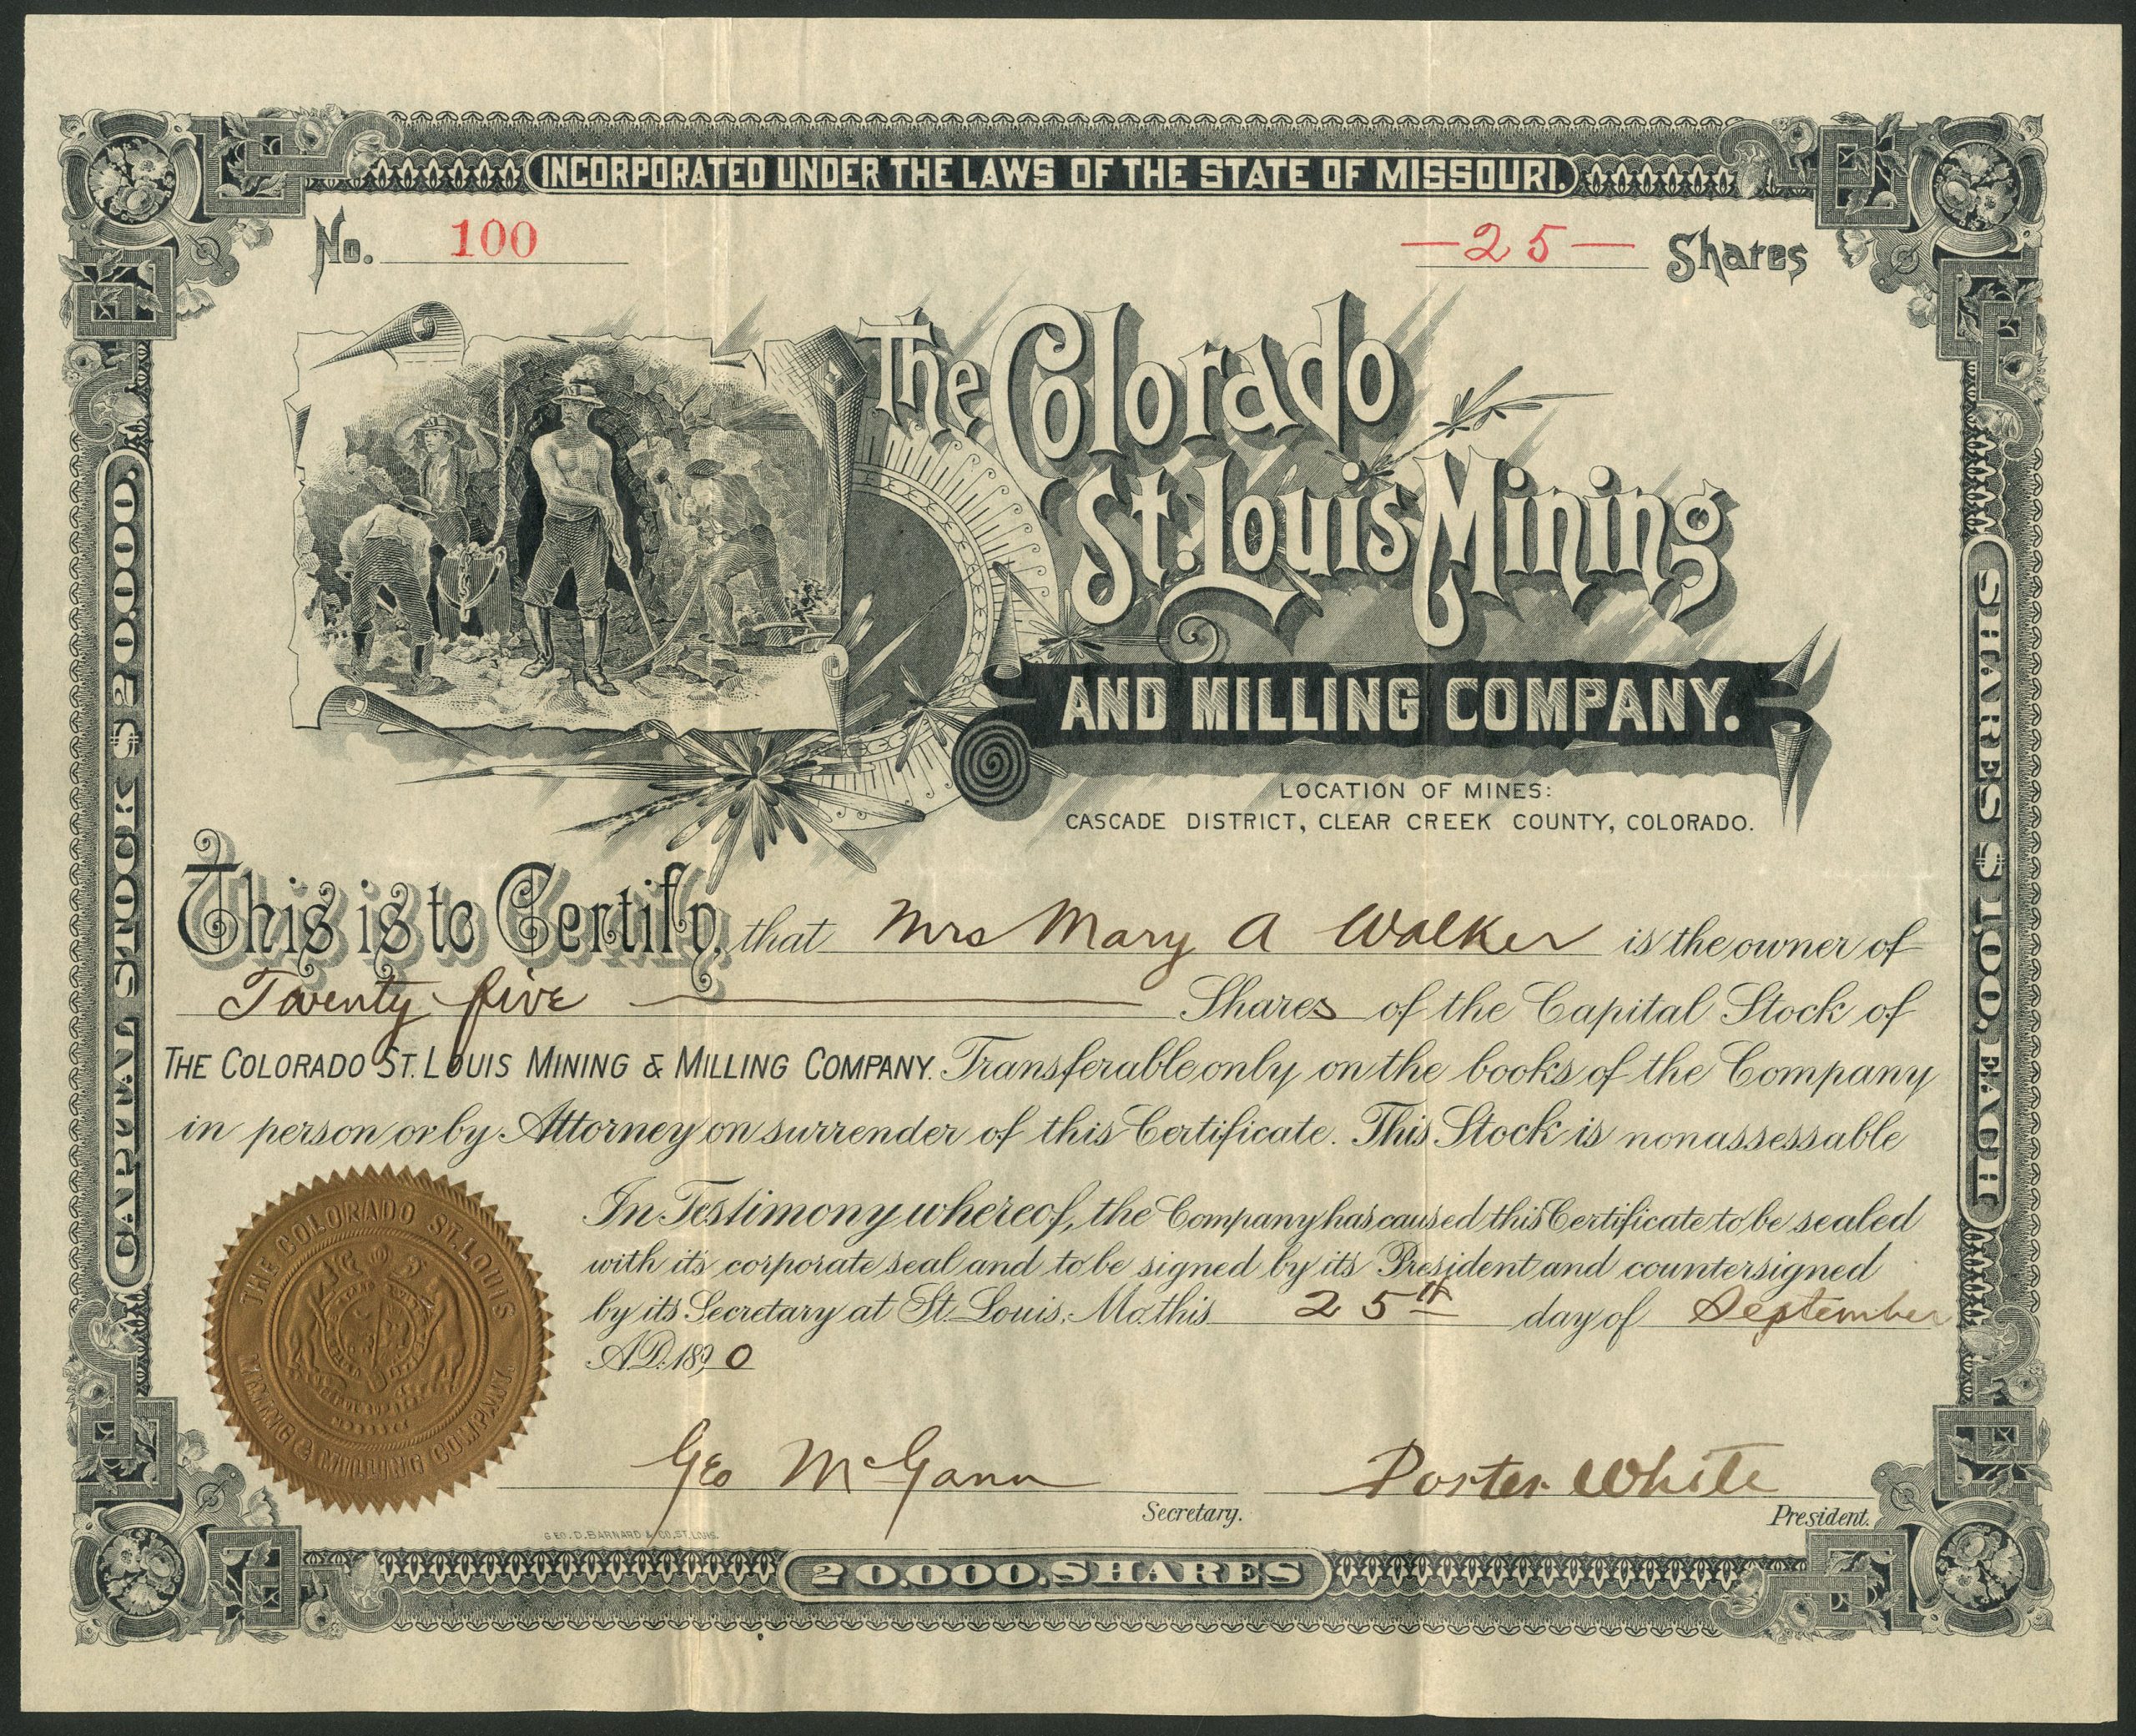 INCORPORATED UNDER THE LAWS OF THE STATE OF MISSOURI.
No. 100
—25— Shares
The Colorado
St. Louis Mining
AND MILLING COMPANY.
LOCATION OF MINES:
CASCADE DISTRICT, CLEAR CREEK COUNTY, COLORADO.
CAPITAL STOCK $20,000,
SHARES $1,00, EACH
This is to Certify, that Mrs Mary A Walker is the owner of
Twenty five Shares of the Capital Stock of
THE COLORADO ST. LOUIS MINING & MILLING COMPANY. Transferable only on the books of the Company
in person or by Attorney on surrender of this Certificate. This Stock is nonassessable
In Testimony whereof, the Company has caused this Certificate to be sealed
with its corporate seal and to be signed by its President and countersigned
by its Secretary at St. Louis, Mo. this 25th day of September
A.D. 1890
THE COLORADO ST. LOUIS
MINING & MILLING COMPANY.
Geo McGann
Secretary.
Porter White
President.
GEO. D. BARNARD & CO. ST. LOUIS.
20.000. SHARES